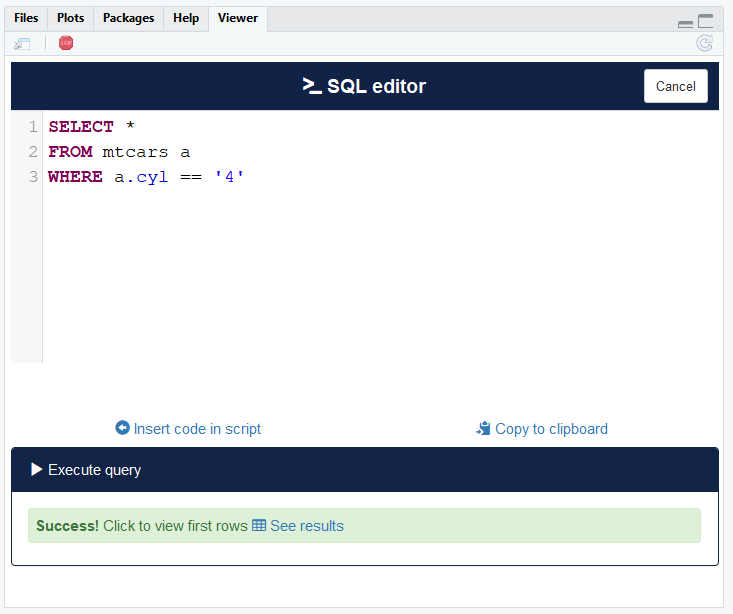 Files Plots Packages Help Viewer
STOP
>_ SQL editor Cancel
1 SELECT *
2 FROM mtcars a
3 WHERE a.cyl == '4'
Insert code in script Copy to clipboard
Execute query
Success! Click to view first rows See results